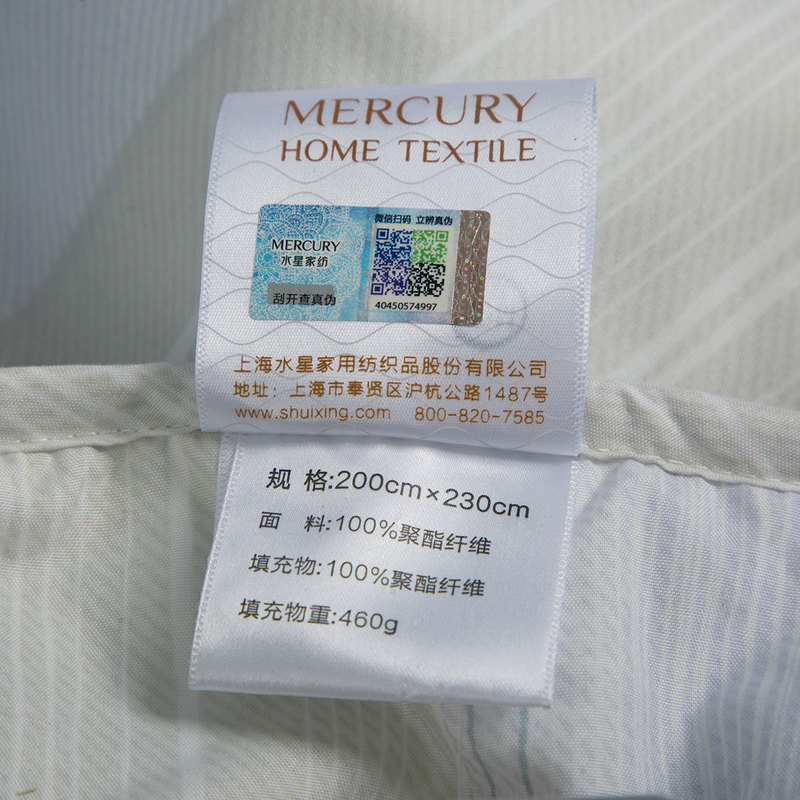 MERCURY
HOME TEXTILE
微信扫码 立辨真伪
MERCURY
水星家纺
刮开查真伪
40450574997
上海水星家用纺织品股份有限公司
地址：上海市奉贤区沪杭公路1487号
www.shuixing.com 800-820-7585
规 格:200cm×230cm
面 料:100%聚酯纤维
填充物:100%聚酯纤维
填充物重:460g